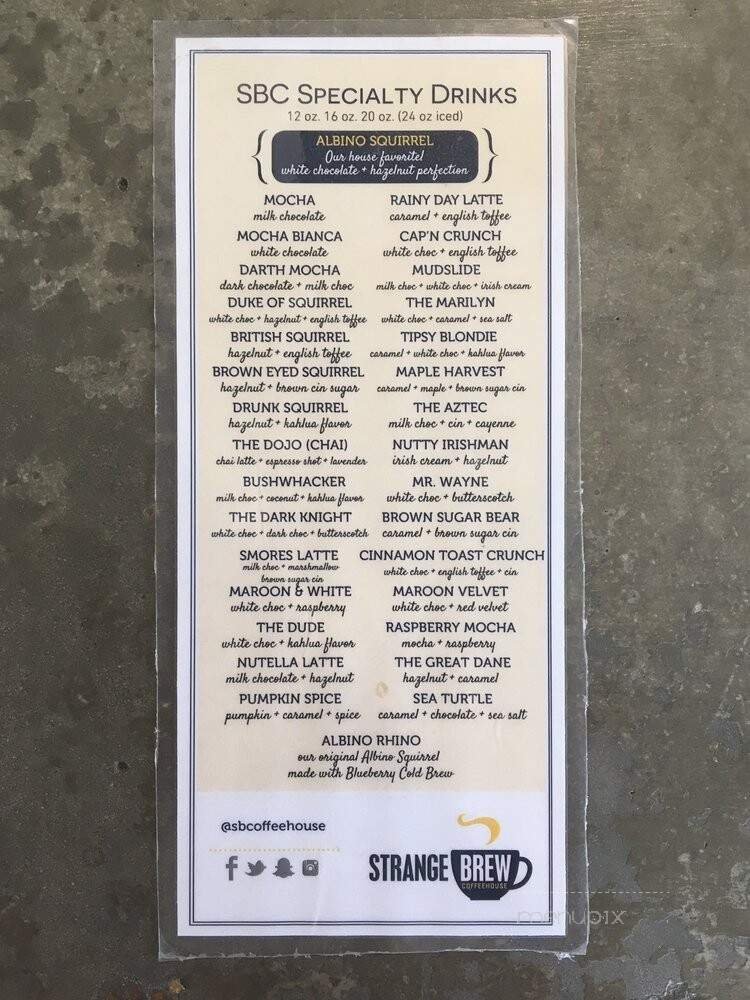 SBC SPECIALTY DRINKS
12 oz. 16 oz. 20 oz. (24 oz iced)
ALBINO SQUIRREL
Our house favorite!
white chocolate + hazelnut perfection
MOCHA
milk chocolate
MOCHA BIANCA
white chocolate
DARTH MOCHA
dark chocolate + milk choc
DUKE OF SQUIRREL
white choc + hazelnut + english toffee
BRITISH SQUIRREL
hazelnut + english toffee
BROWN EYED SQUIRREL
hazelnut + brown cin sugar
DRUNK SQUIRREL
hazelnut + kahlua flavor
THE DOJO (CHAI)
chai latte + espresso shot + lavender
BUSHWHACKER
milk choc + coconut + kahlua flavor
THE DARK KNIGHT
white choc + dark choc + butterscotch
SMORES LATTE
milk choc + marshmallow
brown sugar cin
MAROON & WHITE
white choc + raspberry
THE DUDE
white choc + kahlua flavor
NUTELLA LATTE
milk chocolate + hazelnut
PUMPKIN SPICE
pumpkin + caramel + spice
RAINY DAY LATTE
caramel + english toffee
CAP'N CRUNCH
white choc + english toffee
MUDSLIDE
milk choc + white choc + irish cream
THE MARILYN
white choc + caramel + sea salt
TIPSY BLONDIE
caramel + white choc + kahlua flavor
MAPLE HARVEST
caramel + maple + brown sugar cin
THE AZTEC
milk choc + cin + cayenne
NUTTY IRISHMAN
irish cream + hazelnut
MR. WAYNE
white choc + butterscotch
BROWN SUGAR BEAR
caramel + brown sugar cin
CINNAMON TOAST CRUNCH
white choc + english toffee + cin
MAROON VELVET
white choc + red velvet
RASPBERRY MOCHA
mocha + raspberry
THE GREAT DANE
hazelnut + caramel
SEA TURTLE
caramel + chocolate + sea salt
ALBINO RHINO
our original Albino Squirrel
made with Blueberry Cold Brew
@sbcoffeehouse
STRANGE BREW
COFFEEHOUSE
menupix